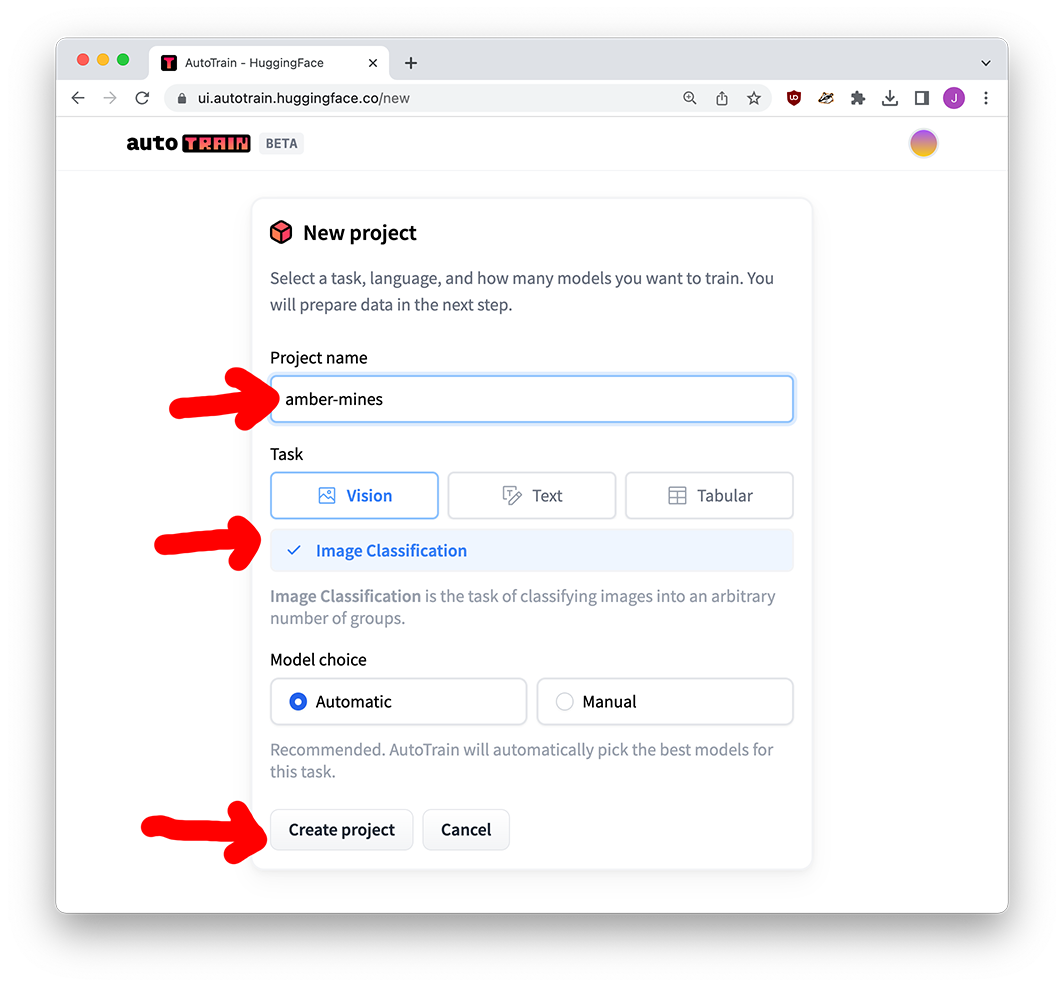 AutoTrain - HuggingFace
ui.autotrain.huggingface.co/new
J
auto TRAIN BETA
New project
Select a task, language, and how many models you want to train. You
will prepare data in the next step.
Project name
amber-mines
Task
Vision Text Tabular
Image Classification
Image Classification is the task of classifying images into an arbitrary
number of groups.
Model choice
Automatic Manual
Recommended. AutoTrain will automatically pick the best models for
this task.
Create project Cancel